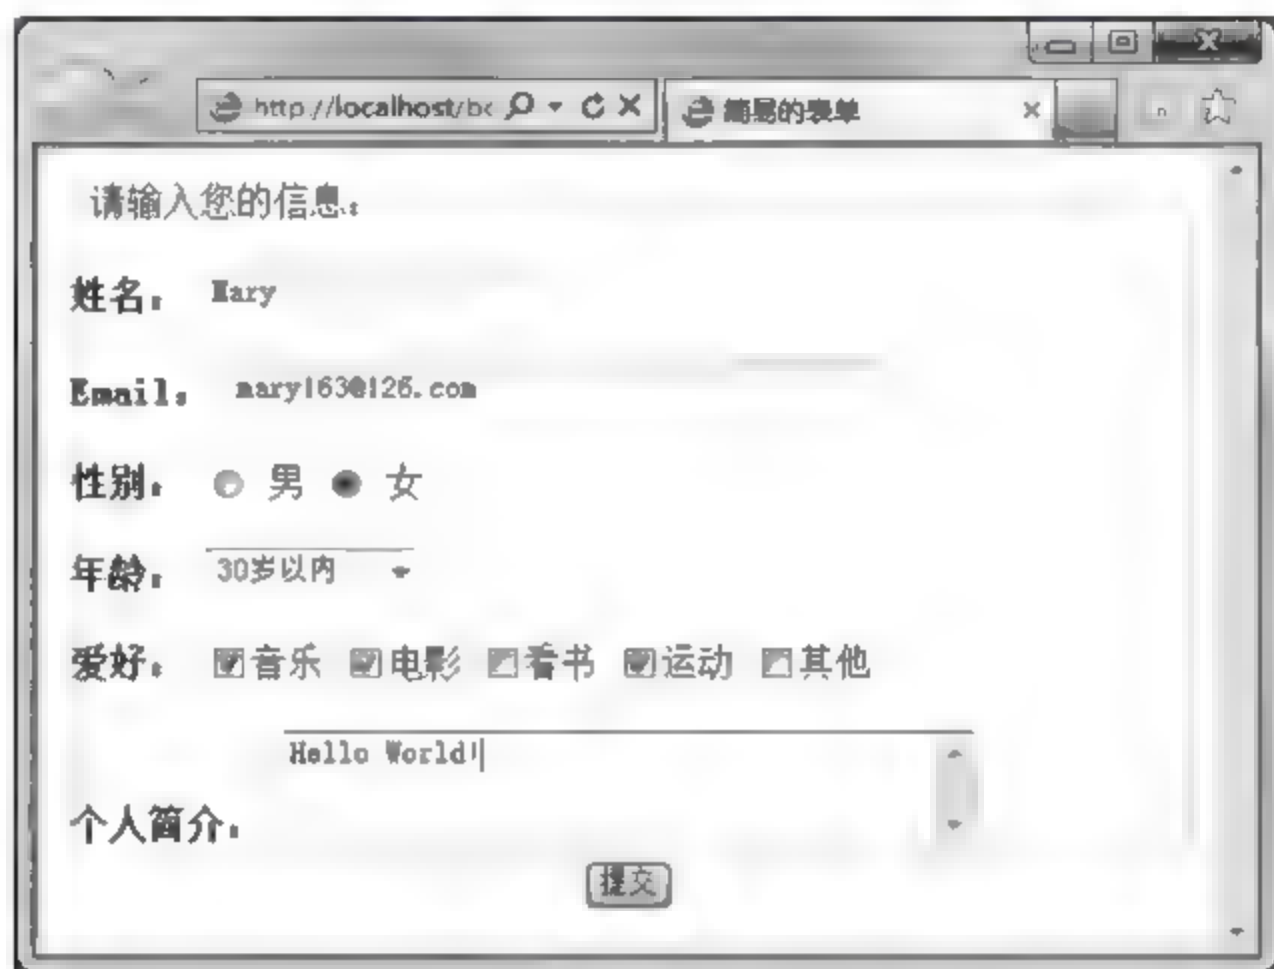 http://localhost/bc
简易的表单
请输入您的信息:
姓名: Mary
Email: mary163@126.com
性别: 男 女
年龄: 30岁以内
爱好: 音乐 电影 看书 运动 其他
Hello World!
个人简介:
提交